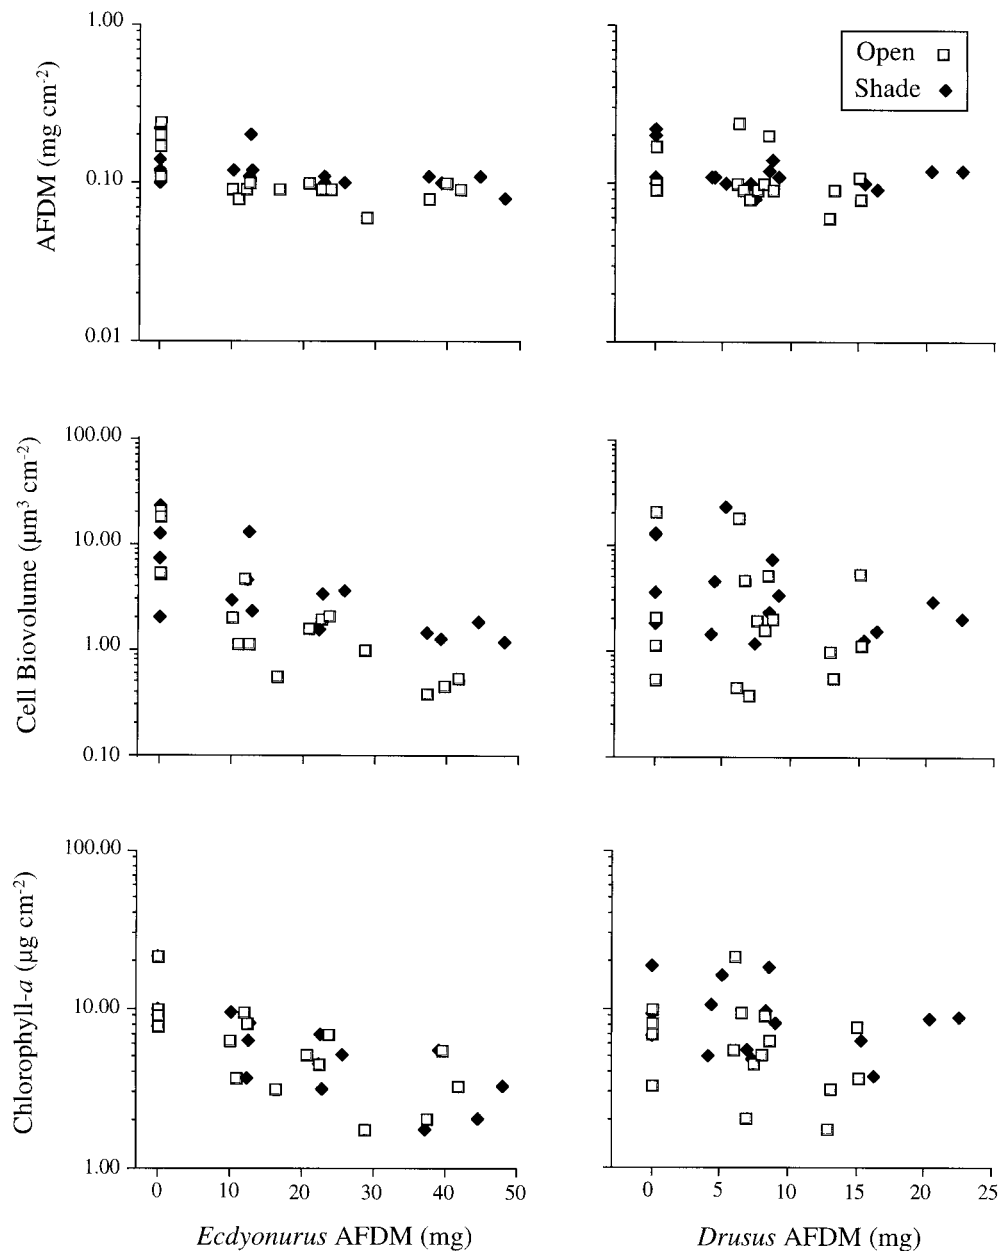 1.00
0.10
0.01
AFDM (mg cm-2)
Open
Shade
100.00
10.00
1.00
0.10
Cell Biovolume (µm3 cm-2)
100.00
10.00
1.00
Chlorophyll-a (µg cm-2)
0 10 20 30 40 50
0 5 10 15 20 25
Ecdyonurus AFDM (mg)
Drusus AFDM (mg)